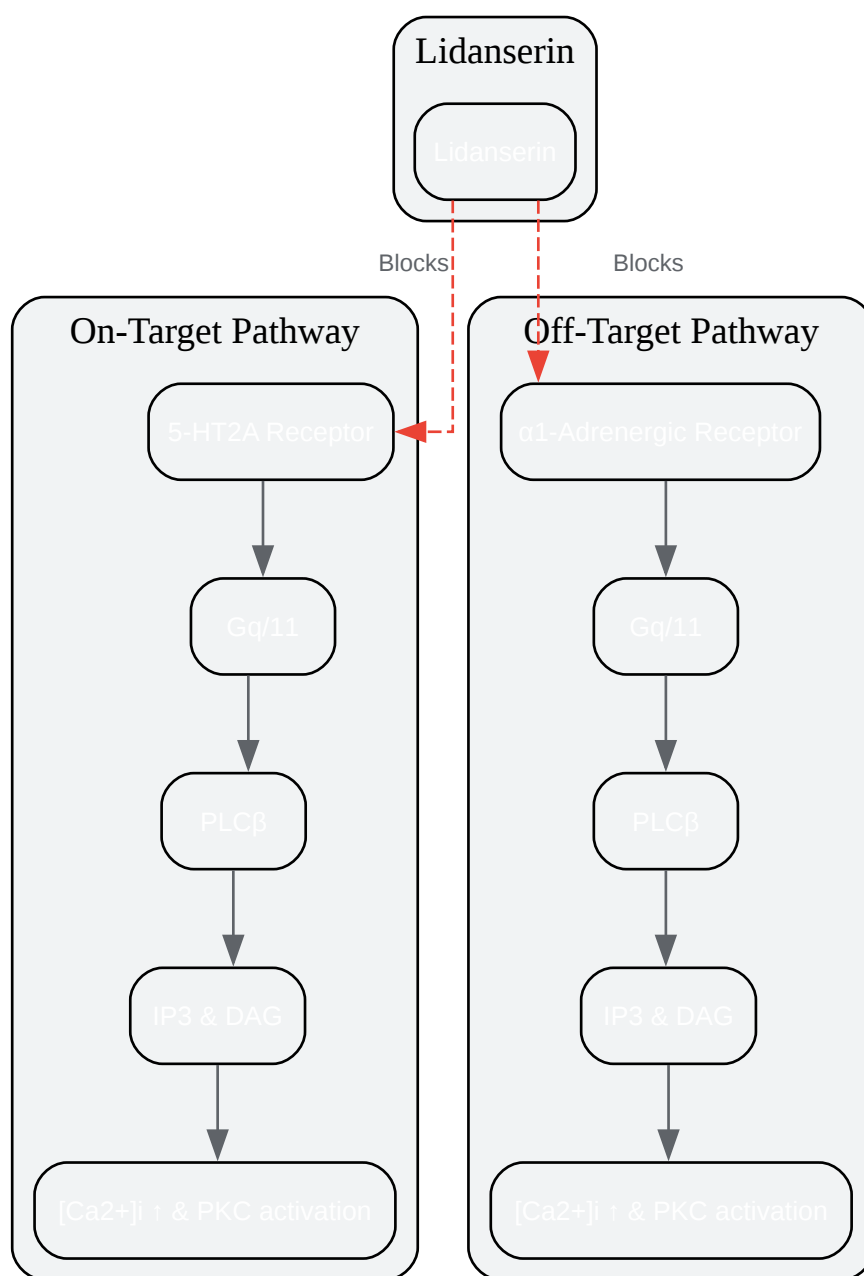 Lidanserin
Lidanserin
Blocks
Blocks
On-Target Pathway
5-HT2A Receptor
Gq/11
PLCβ
IP3 & DAG
[Ca2+]i ↑ & PKC activation
Off-Target Pathway
α1-Adrenergic Receptor
Gq/11
PLCβ
IP3 & DAG
[Ca2+]i ↑ & PKC activation